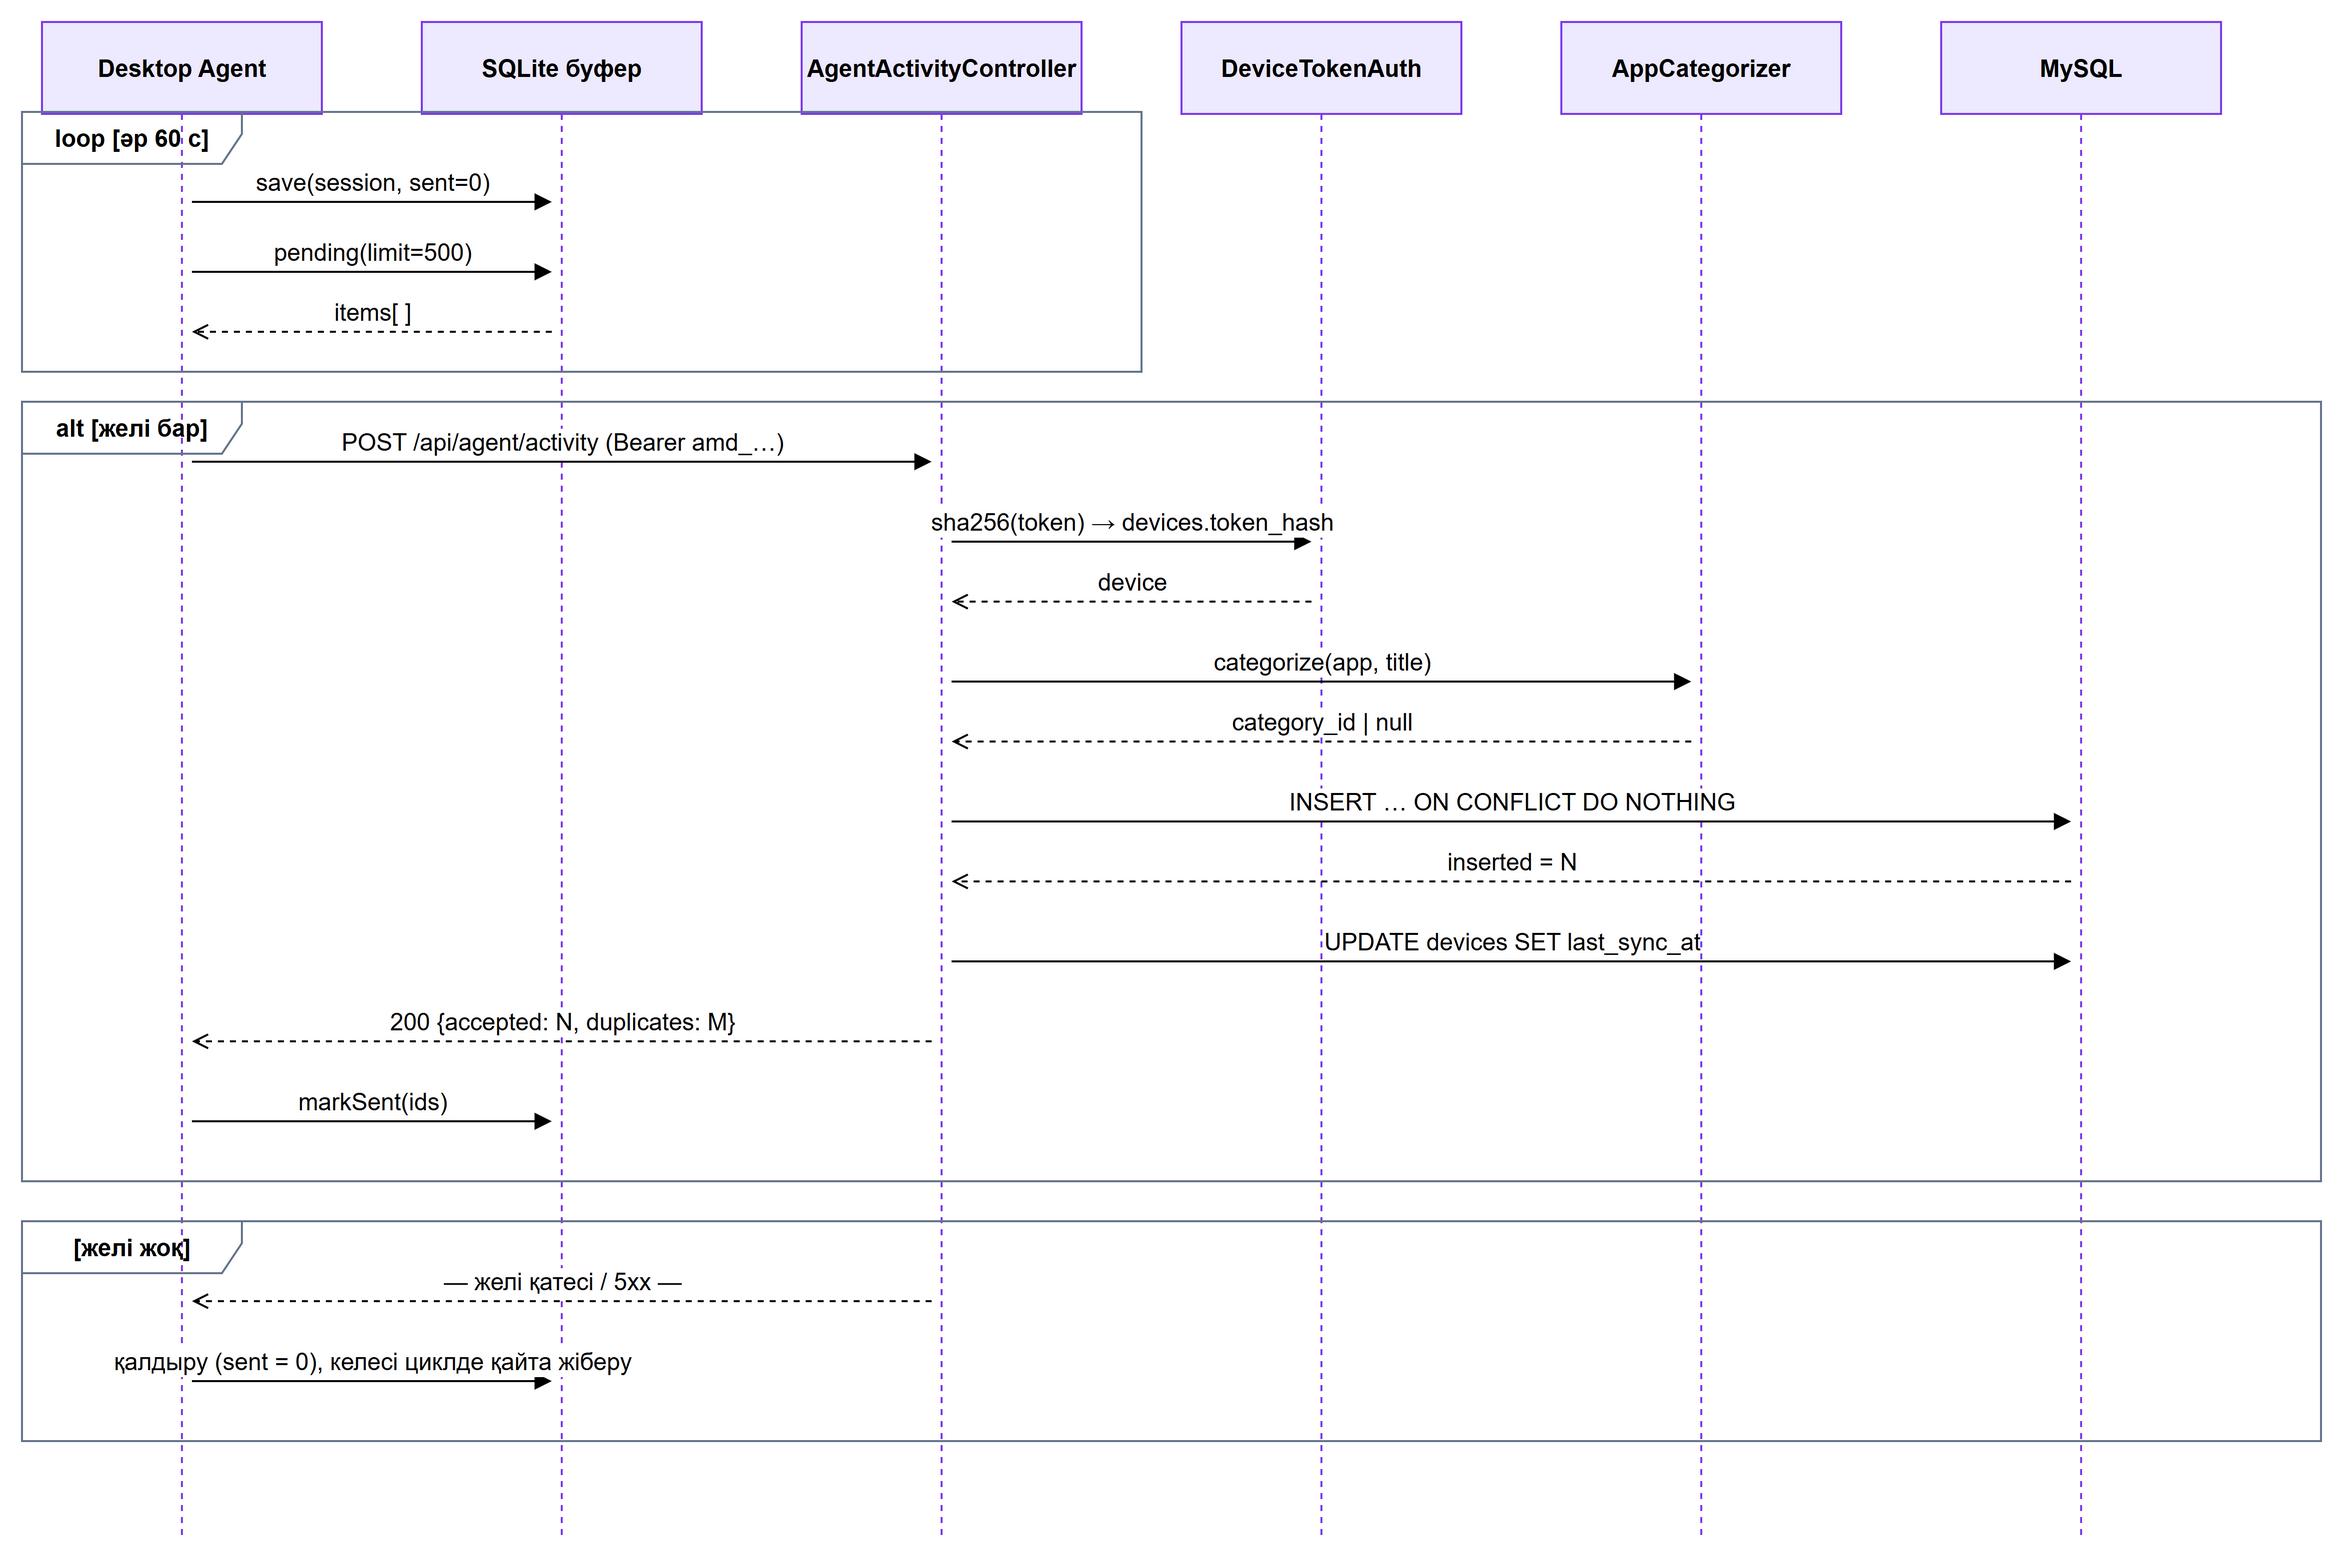 Desktop Agent
SQLite буфер
AgentActivityController
DeviceTokenAuth
AppCategorizer
MySQL
loop [әр 60 с]
save(session, sent=0)
pending(limit=500)
items[ ]
alt [желі бар]
POST /api/agent/activity (Bearer amd_…)
sha256(token) → devices.token_hash
device
categorize(app, title)
category_id | null
INSERT … ON CONFLICT DO NOTHING
inserted = N
UPDATE devices SET last_sync_at
200 {accepted: N, duplicates: M}
markSent(ids)
[желі жоқ]
— желі қатесі / 5xx —
қалдыру (sent = 0), келесі циклде қайта жіберу